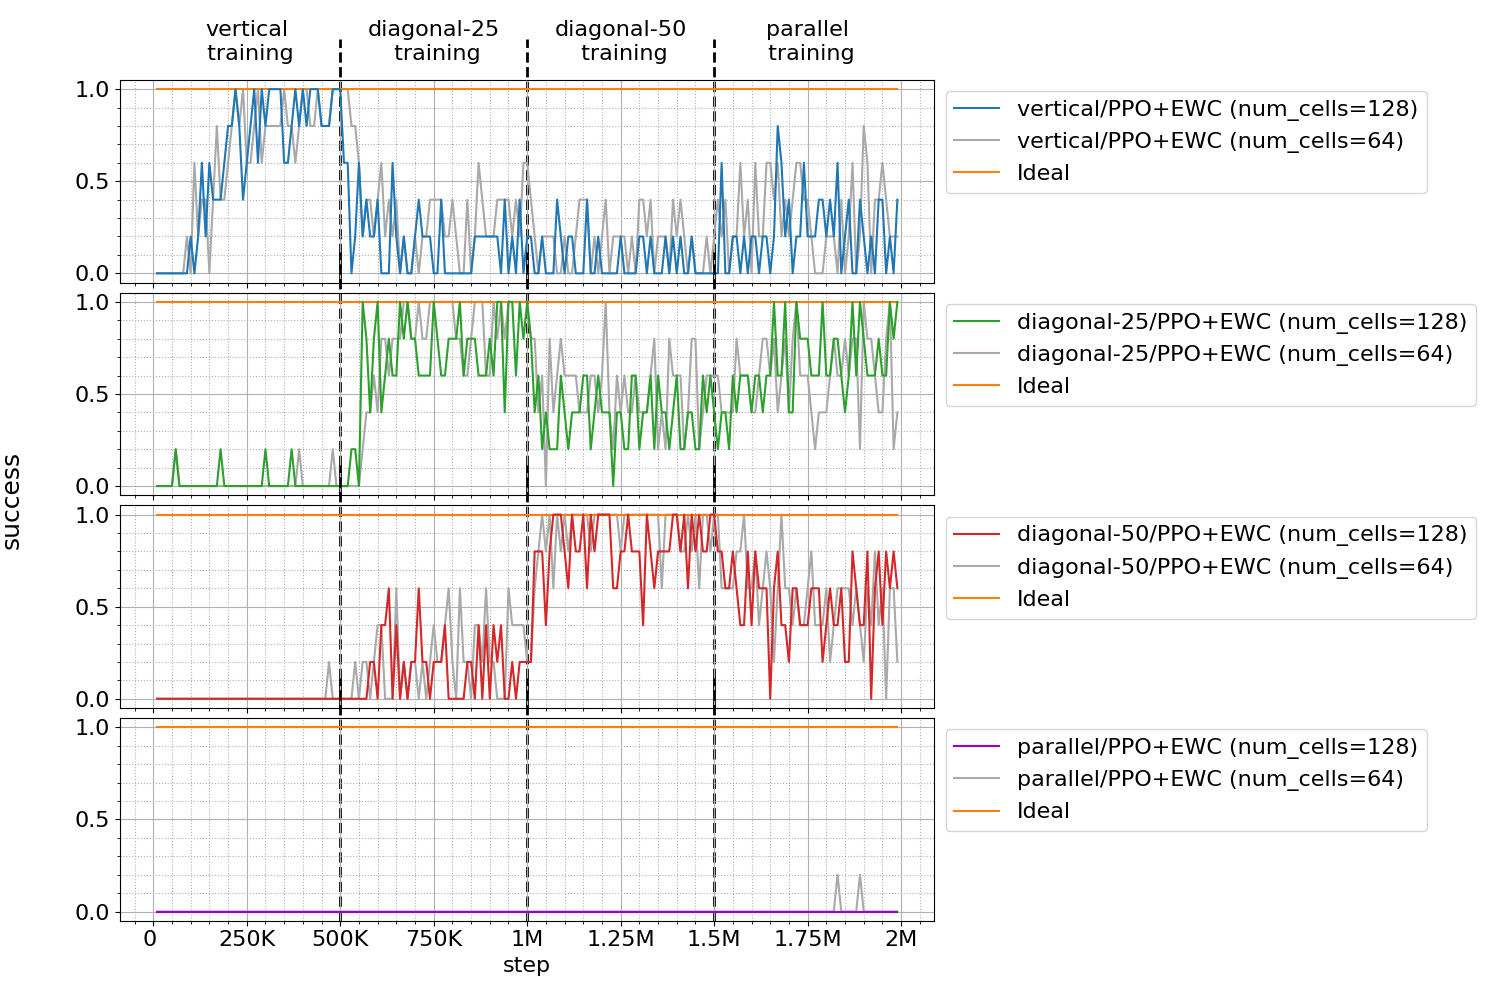 vertical
training
diagonal-25
training
diagonal-50
training
parallel
training
success
1.0
0.5
0.0
vertical/PPO+EWC (num_cells=128)
vertical/PPO+EWC (num_cells=64)
Ideal
1.0
0.5
0.0
diagonal-25/PPO+EWC (num_cells=128)
diagonal-25/PPO+EWC (num_cells=64)
Ideal
1.0
0.5
0.0
diagonal-50/PPO+EWC (num_cells=128)
diagonal-50/PPO+EWC (num_cells=64)
Ideal
1.0
0.5
0.0
parallel/PPO+EWC (num_cells=128)
parallel/PPO+EWC (num_cells=64)
Ideal
0 250K 500K 750K 1M 1.25M 1.5M 1.75M 2M
step